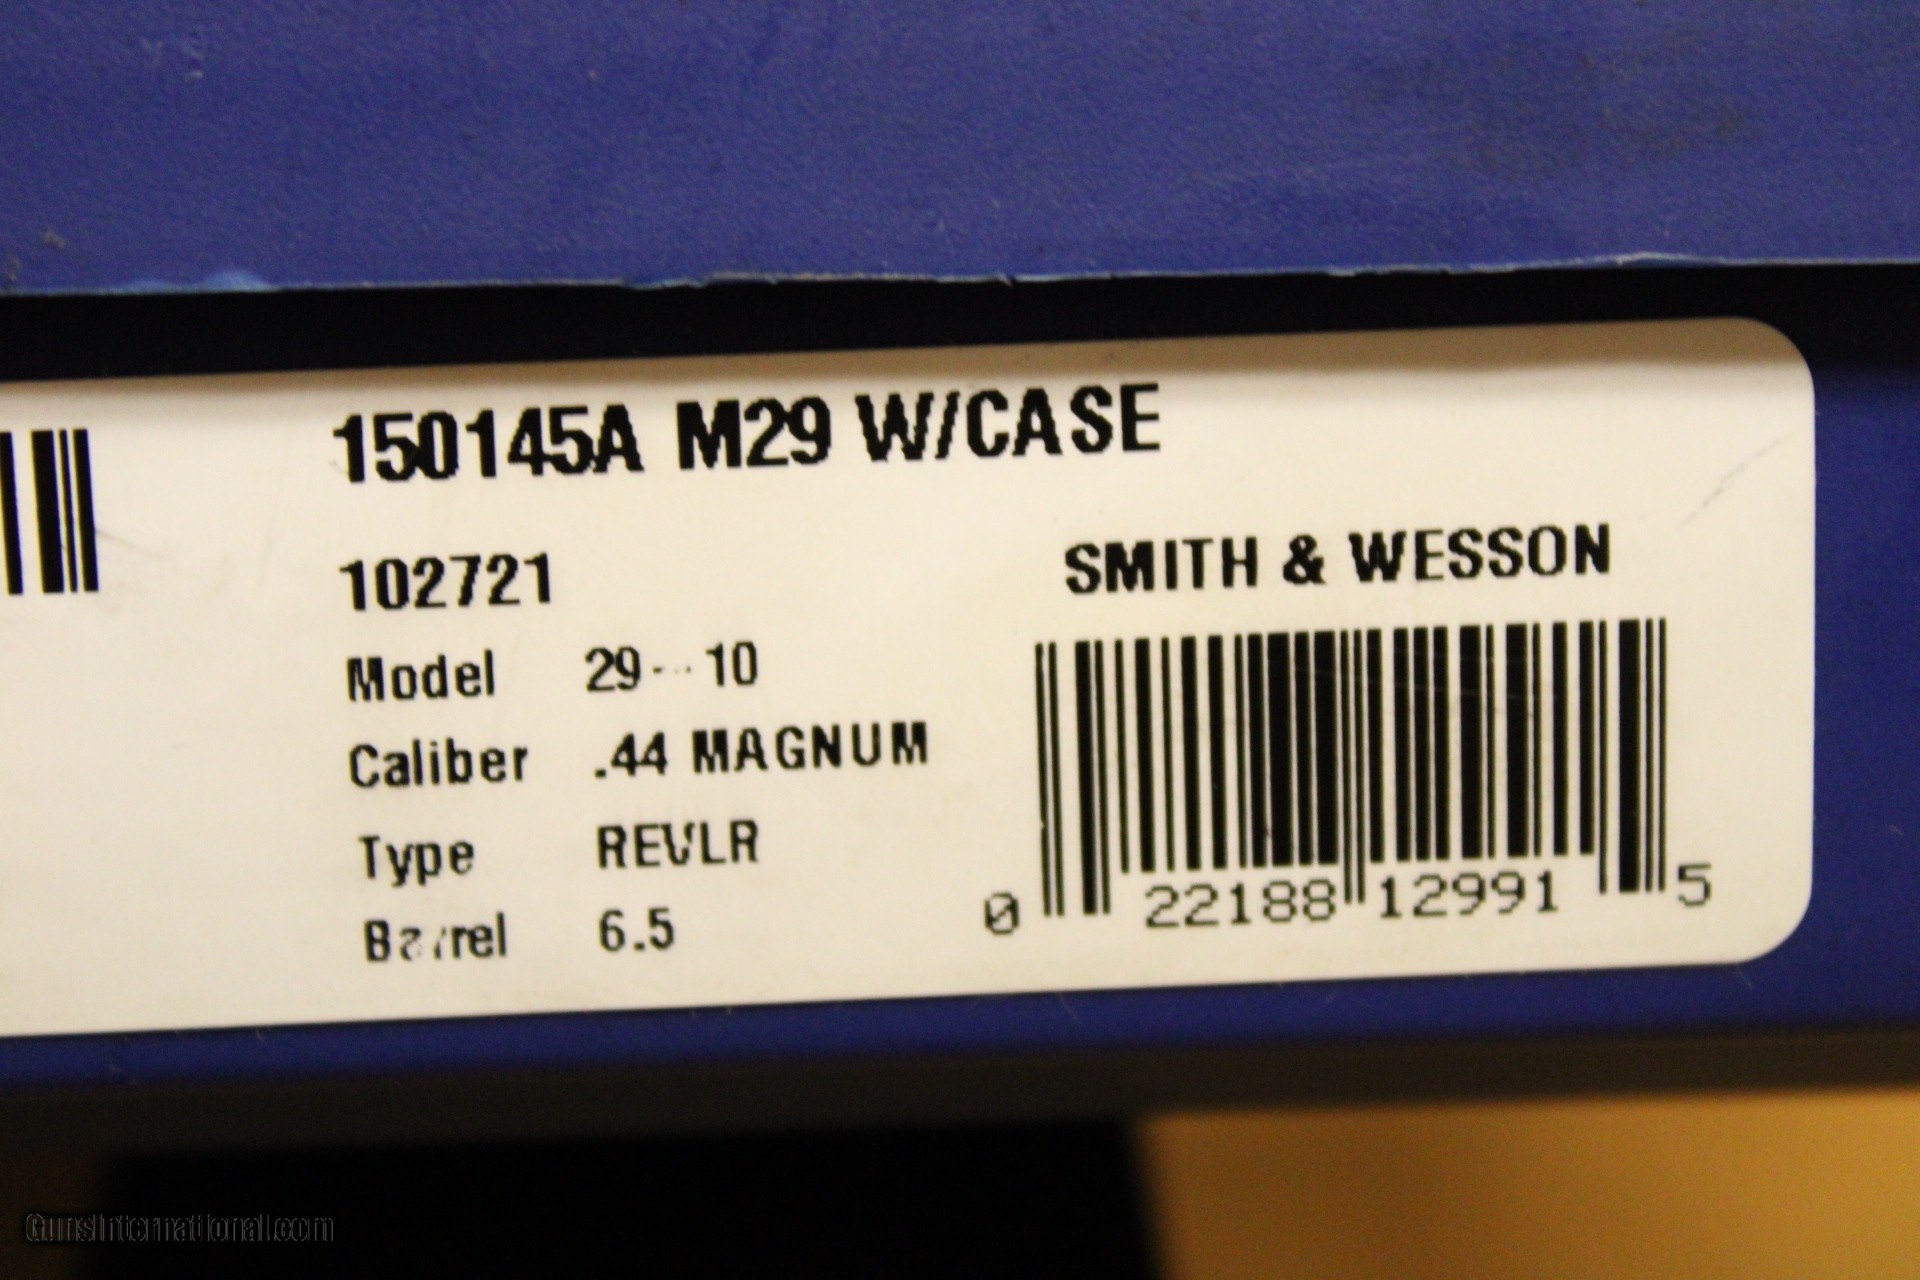 150145A M29 W/CASE
102721
SMITH & WESSON
Model 29-10
Caliber .44 MAGNUM
Type REVLR
Barrel 6.5
0 22188 12991 5
GunsInternational.com